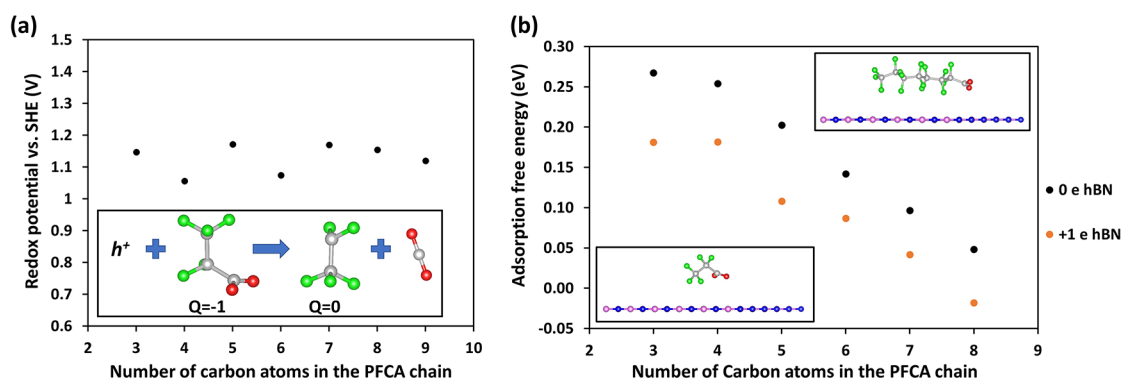 (a)
Redox potential vs. SHE (V)
1.5
1.4
1.3
1.2
1.1
1
0.9
0.8
0.7
0.6
h+
Q=-1
Q=0
2 3 4 5 6 7 8 9 10
Number of carbon atoms in the PFCA chain
(b)
Adsorption free energy (eV)
0.30
0.25
0.20
0.15
0.10
0.05
0.00
-0.05
2 3 4 5 6 7 8 9
Number of Carbon atoms in the PFCA chain
0 e hBN
+1 e hBN